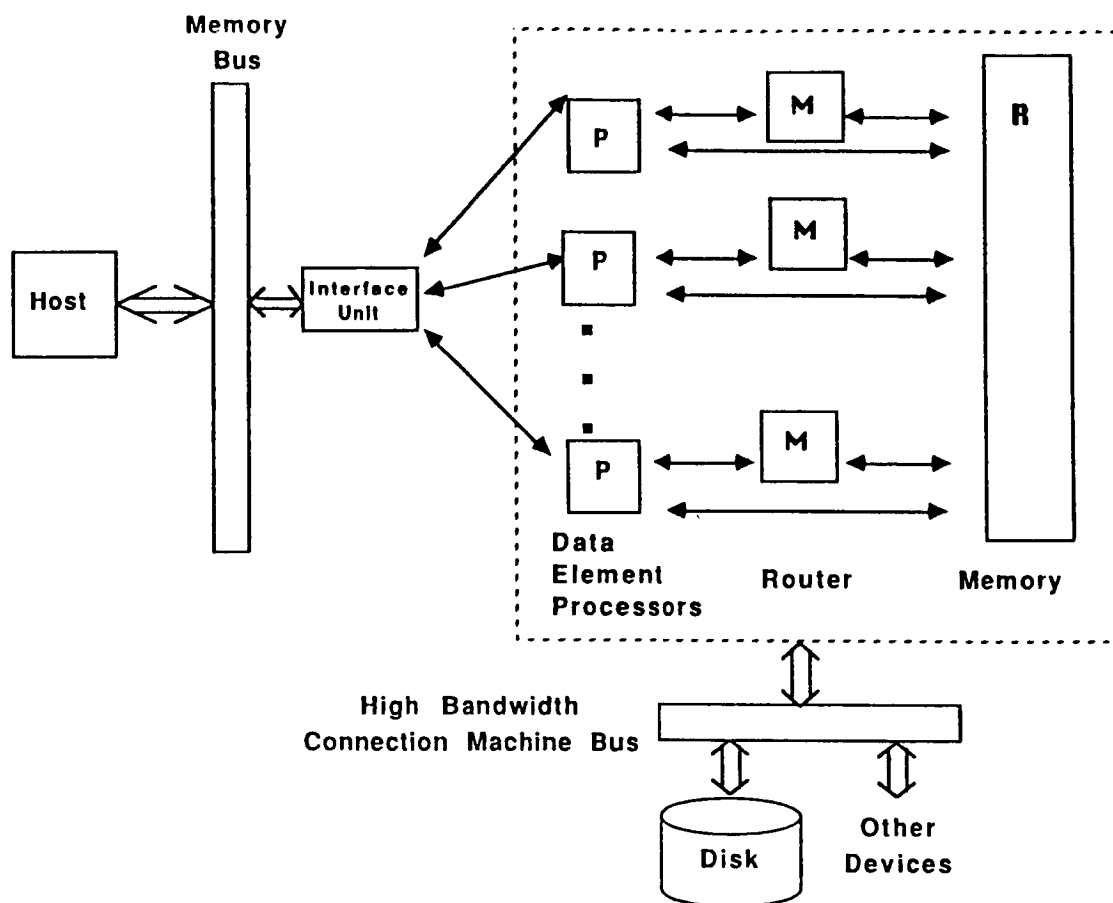 Memory
Bus
Host
Interface
Unit
P
M
R
P
M
P
M
Data
Element
Processors
Router
Memory
High Bandwidth
Connection Machine Bus
Disk
Other
Devices